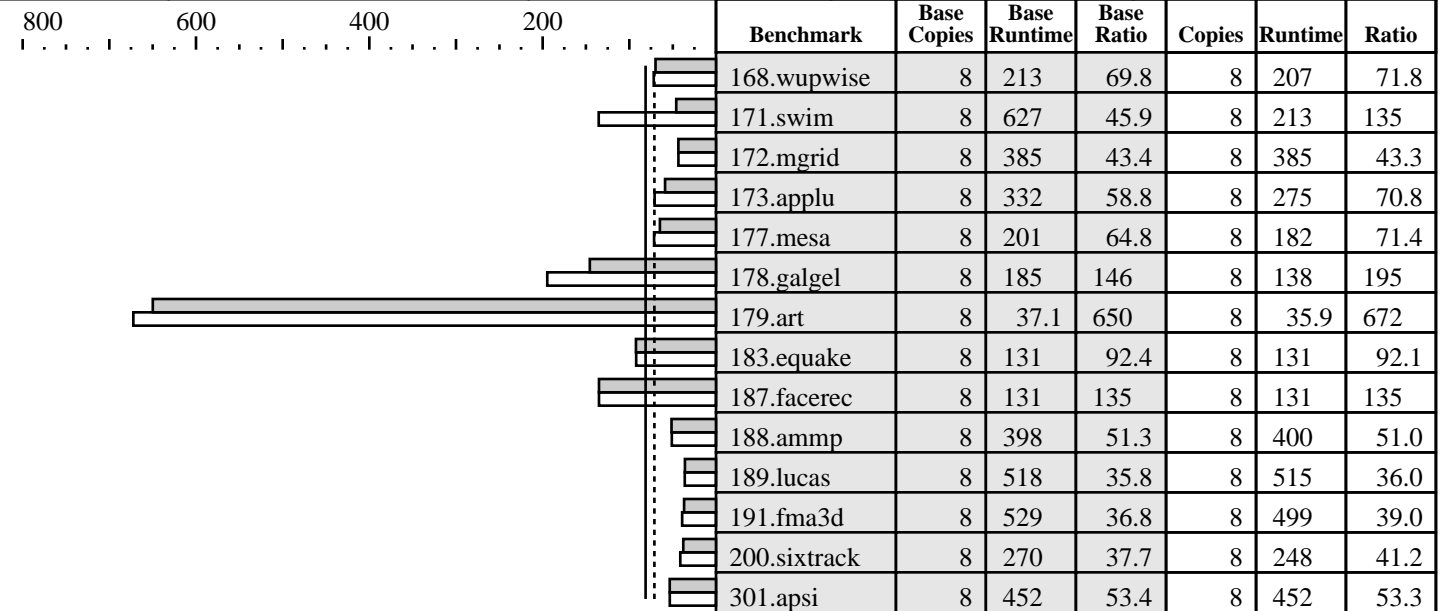 800 600 400 200
Benchmark Base Copies Base Runtime Base Ratio Copies Runtime Ratio
168.wupwise 8 213 69.8 8 207 71.8
171.swim 8 627 45.9 8 213 135
172.mgrid 8 385 43.4 8 385 43.3
173.applu 8 332 58.8 8 275 70.8
177.mesa 8 201 64.8 8 182 71.4
178.galgel 8 185 146 8 138 195
179.art 8 37.1 650 8 35.9 672
183.equake 8 131 92.4 8 131 92.1
187.facerec 8 131 135 8 131 135
188.ammp 8 398 51.3 8 400 51.0
189.lucas 8 518 35.8 8 515 36.0
191.fma3d 8 529 36.8 8 499 39.0
200.sixtrack 8 270 37.7 8 248 41.2
301.apsi 8 452 53.4 8 452 53.3